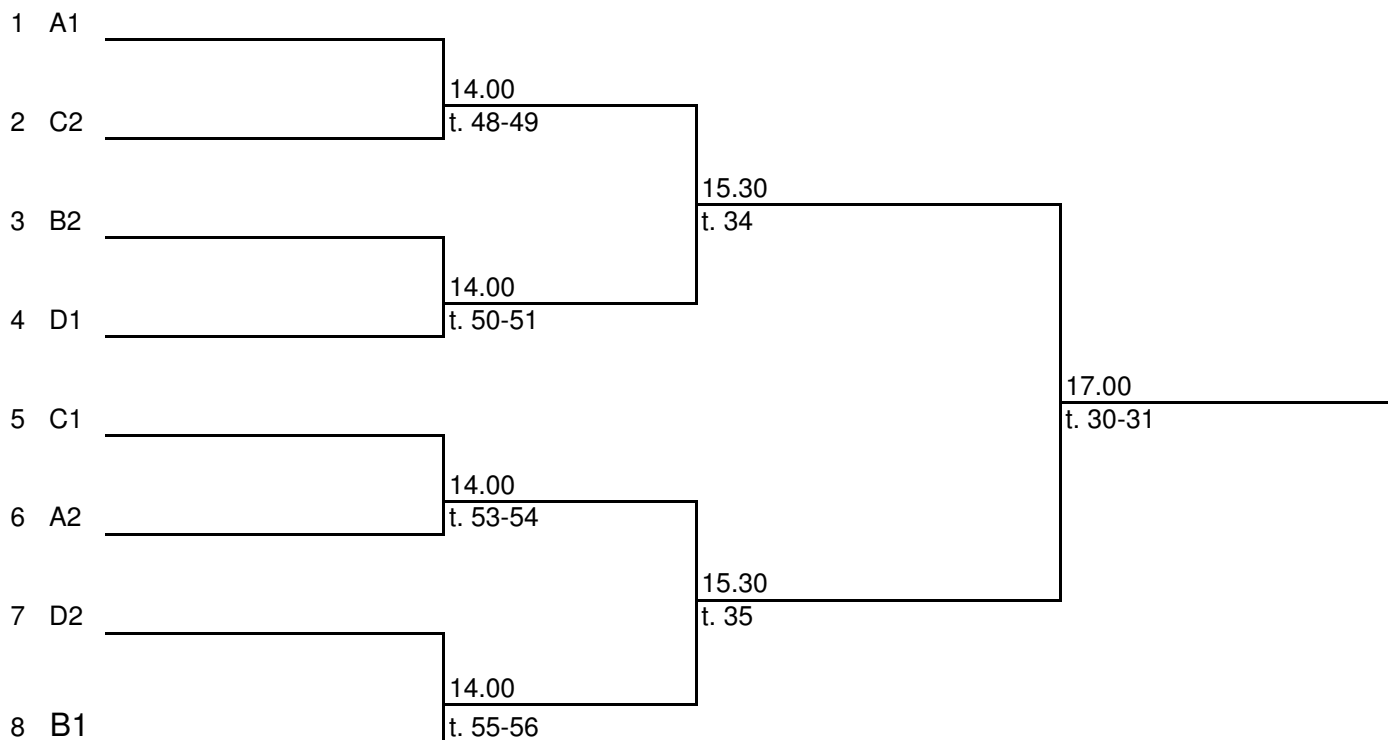 1 A1
14.00
2 C2
t. 48-49
15.30
3 B2
t. 34
14.00
4 D1
t. 50-51
17.00
5 C1
t. 30-31
14.00
6 A2
t. 53-54
15.30
7 D2
t. 35
14.00
8 B1
t. 55-56